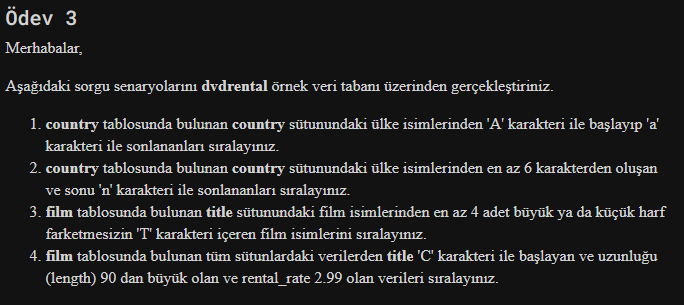 Ödev 3
Merhabalar,
Aşağıdaki sorgu senaryolarını dvdrental örnek veri tabanı üzerinden gerçekleştiriniz.
1. country tablosunda bulunan country sütunundaki ülke isimlerinden 'A' karakteri ile başlayıp 'a'
karakteri ile sonlananları sıralayınız.
2. country tablosunda bulunan country sütunundaki ülke isimlerinden en az 6 karakterden oluşan
ve sonu 'n' karakteri ile sonlananları sıralayınız.
3. film tablosunda bulunan title sütunundaki film isimlerinden en az 4 adet büyük ya da küçük harf
farketmesizin 'T' karakteri içeren film isimlerini sıralayınız.
4. film tablosunda bulunan tüm sütunlardaki verilerden title 'C' karakteri ile başlayan ve uzunluğu
(length) 90 dan büyük olan ve rental_rate 2.99 olan verileri sıralayınız.